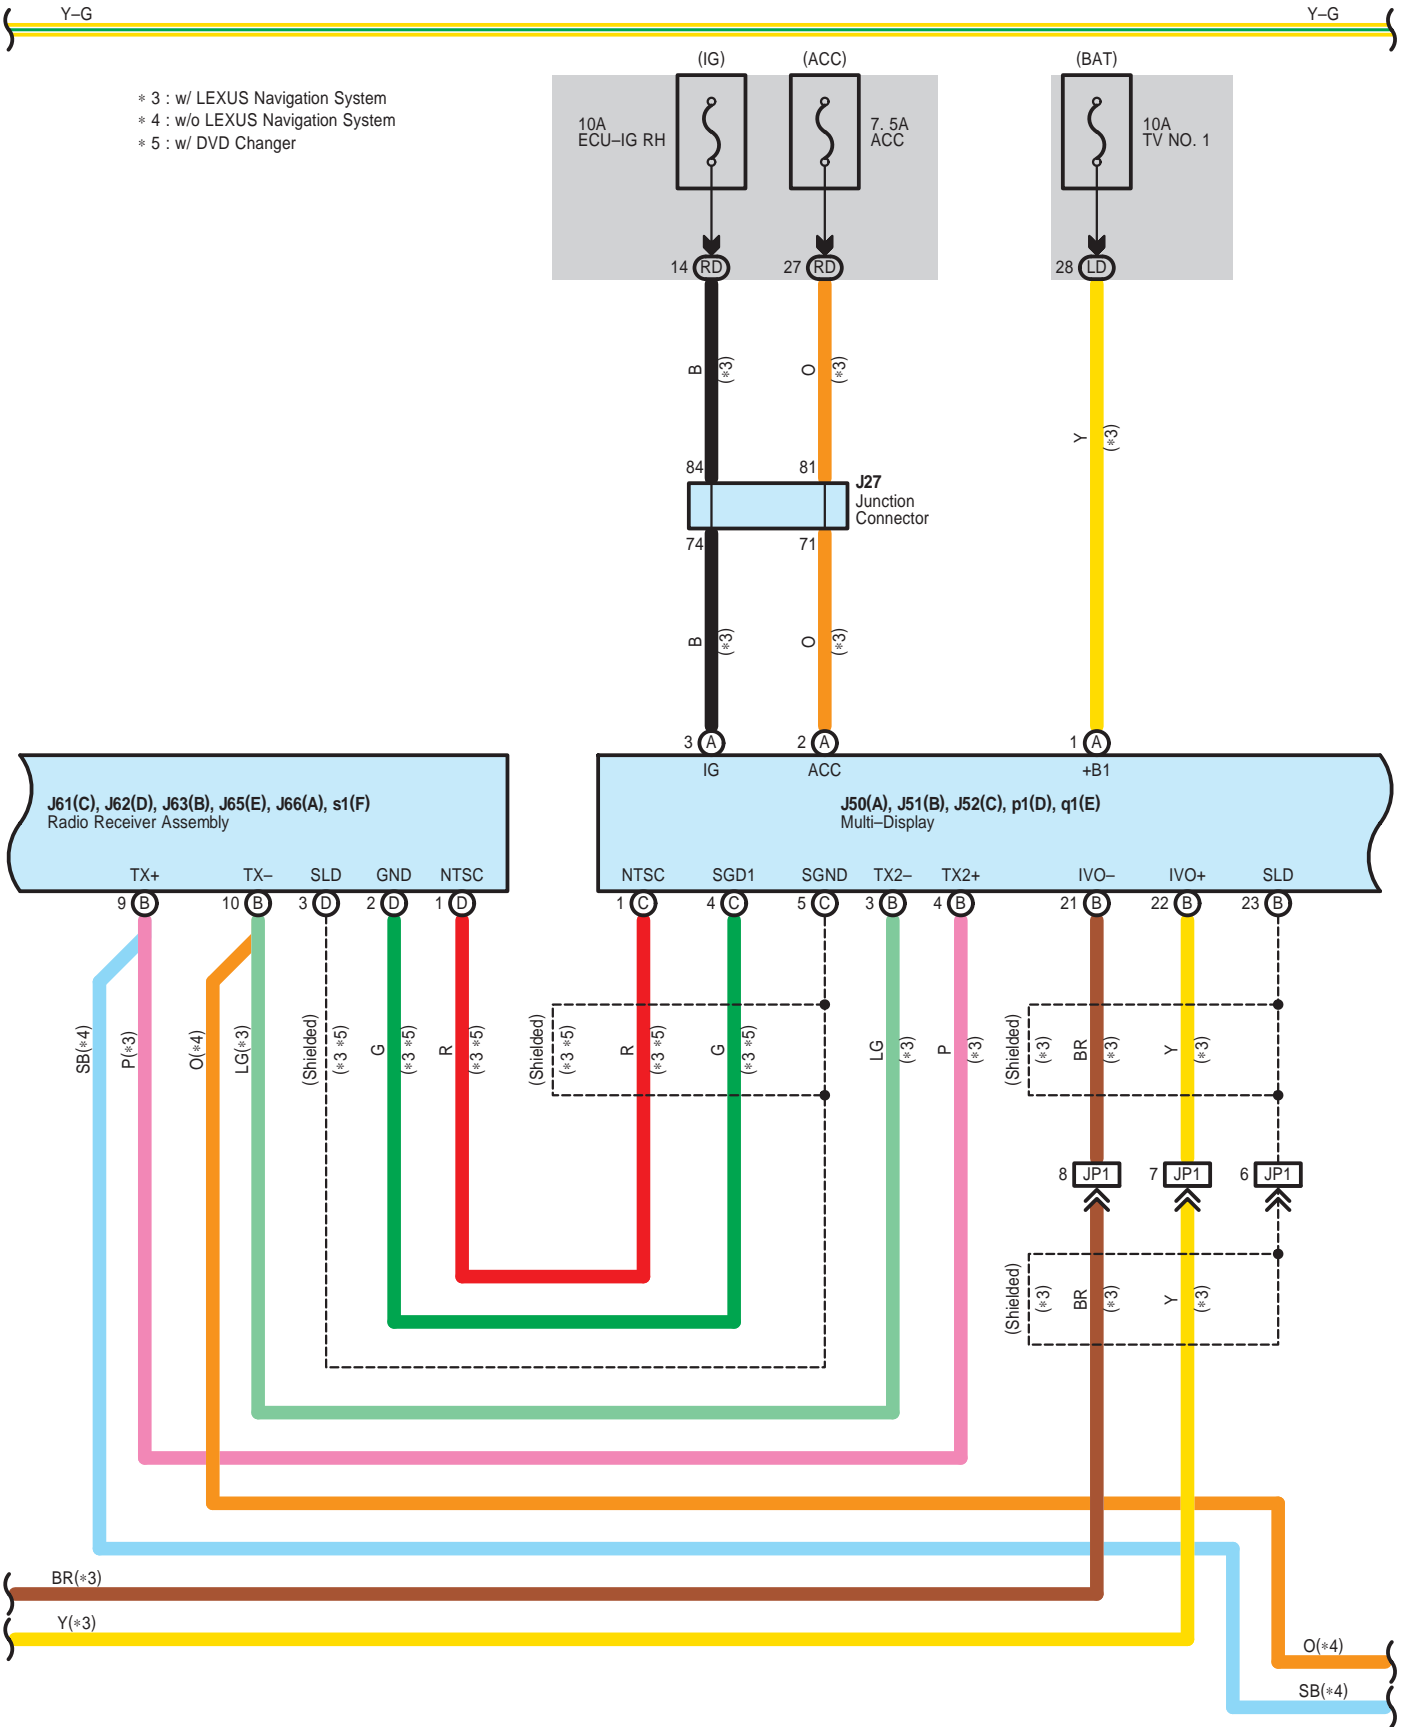 Y–G Y–G
(IG) (ACC) (BAT)
∗ 3 : w/ LEXUS Navigation System
∗ 4 : w/o LEXUS Navigation System
∗ 5 : w/ DVD Changer
10A
ECU–IG RH
7. 5A
ACC
10A
TV NO. 1
14 RD 27 RD 28 LD
B (∗3) O (∗3)
Y (∗3)
84 81
J27
Junction
Connector
74 71
B (∗3) O (∗3)
3 A 2 A 1 A
IG ACC +B1
J61(C), J62(D), J63(B), J65(E), J66(A), s1(F)
Radio Receiver Assembly
J50(A), J51(B), J52(C), p1(D), q1(E)
Multi–Display
TX+ TX– SLD GND NTSC NTSC SGD1 SGND TX2– TX2+ IVO– IVO+ SLD
9 B 10 B 3 D 2 D 1 D 1 C 4 C 5 C 3 B 4 B 21 B 22 B 23 B
SB(∗4) P(∗3) O(∗4) LG(∗3) (Shielded) (∗3 ∗5) G (∗3 ∗5) R (∗3 ∗5) (Shielded) (∗3 ∗5) R (∗3 ∗5) G (∗3 ∗5) LG (∗3) P (∗3) (Shielded) (∗3) BR (∗3) Y (∗3)
8 JP1 7 JP1 6 JP1
(Shielded) (∗3) BR (∗3) Y (∗3)
BR(∗3)
Y(∗3)
O(∗4)
SB(∗4)